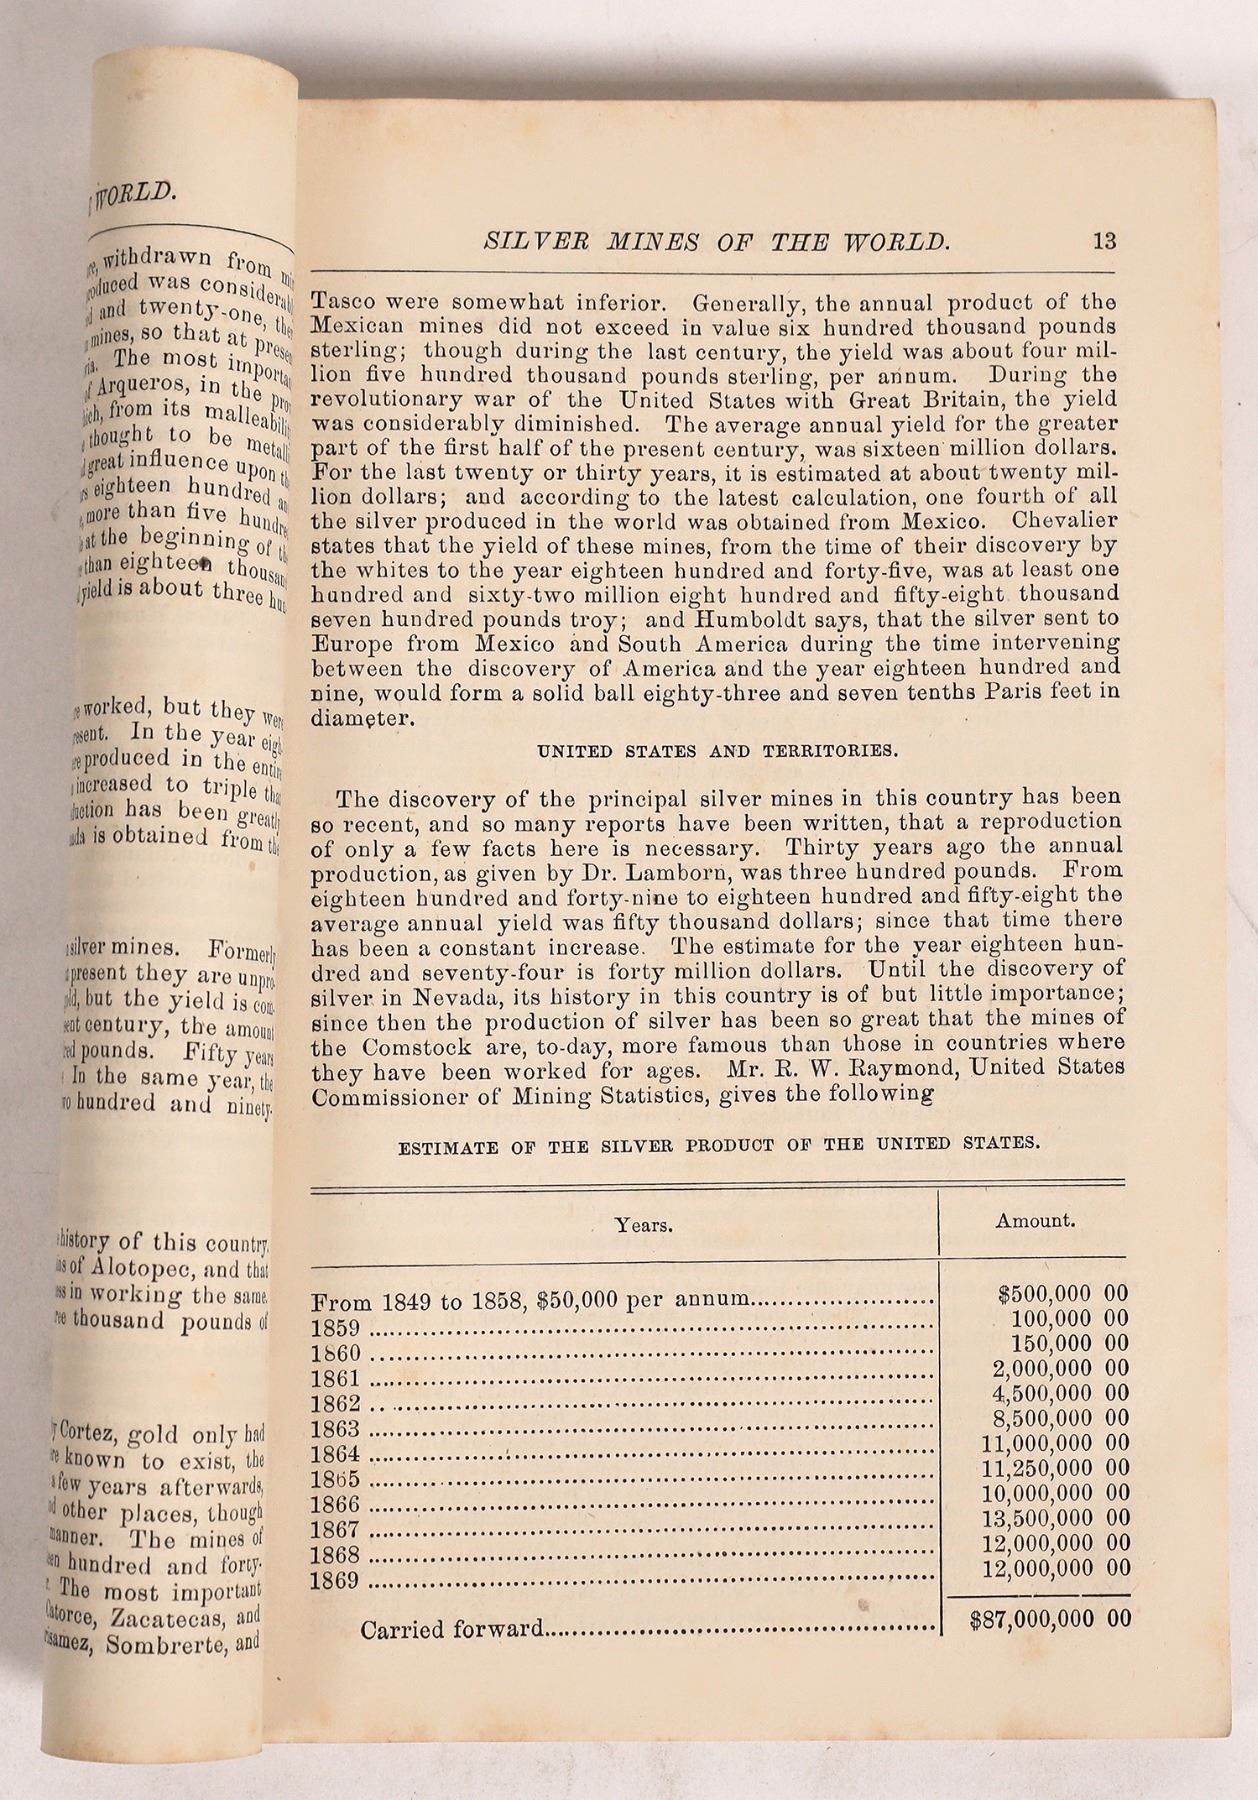 WORLD.
withdrawn from
was
and twenty-one,
mines, so that at
The most
Arqueros, in the
from its
thought to be
great influence upon
eighteen hundred
more than five
at the beginning of
than eighteen
yield is about three
worked, but they
In the year
produced in the
increased to triple
has been
is obtained from
silver mines. Formerly
present they are
but the yield is
century, the amount
pounds. Fifty years
In the same year, the
hundred and ninety-
history of this country,
of Alotopec, and that
in working the same.
thousand pounds of
Cortez, gold only had
known to exist, the
few years afterwards,
other places, though
manner. The mines of
hundred and forty-
The most important
Zacatecas, and
Sombrerte, and
SILVER MINES OF THE WORLD. 13
Tasco were somewhat inferior. Generally, the annual product of the
Mexican mines did not exceed in value six hundred thousand pounds
sterling; though during the last century, the yield was about four mil-
lion five hundred thousand pounds sterling, per annum. During the
revolutionary war of the United States with Great Britain, the yield
was considerably diminished. The average annual yield for the greater
part of the first half of the present century, was sixteen million dollars.
For the last twenty or thirty years, it is estimated at about twenty mil-
lion dollars; and according to the latest calculation, one fourth of all
the silver produced in the world was obtained from Mexico. Chevalier
states that the yield of these mines, from the time of their discovery by
the whites to the year eighteen hundred and forty-five, was at least one
hundred and sixty-two million eight hundred and fifty-eight thousand
seven hundred pounds troy; and Humboldt says, that the silver sent to
Europe from Mexico and South America during the time intervening
between the discovery of America and the year eighteen hundred and
nine, would form a solid ball eighty-three and seven tenths Paris feet in
diameter.
UNITED STATES AND TERRITORIES.
The discovery of the principal silver mines in this country has been
so recent, and so many reports have been written, that a reproduction
of only a few facts here is necessary. Thirty years ago the annual
production, as given by Dr. Lamborn, was three hundred pounds. From
eighteen hundred and forty-nine to eighteen hundred and fifty-eight the
average annual yield was fifty thousand dollars; since that time there
has been a constant increase. The estimate for the year eighteen hun-
dred and seventy-four is forty million dollars. Until the discovery of
silver in Nevada, its history in this country is of but little importance;
since then the production of silver has been so great that the mines of
the Comstock are, to-day, more famous than those in countries where
they have been worked for ages. Mr. R. W. Raymond, United States
Commissioner of Mining Statistics, gives the following
ESTIMATE OF THE SILVER PRODUCT OF THE UNITED STATES.
Years. Amount.
From 1849 to 1858, $50,000 per annum........................ $500,000 00
1859 ........................ 100,000 00
1860 ........................ 150,000 00
1861 ........................ 2,000,000 00
1862 ........................ 4,500,000 00
1863 ........................ 8,500,000 00
1864 ........................ 11,000,000 00
1865 ........................ 11,250,000 00
1866 ........................ 10,000,000 00
1867 ........................ 13,500,000 00
1868 ........................ 12,000,000 00
1869 ........................ 12,000,000 00
Carried forward........................ $87,000,000 00